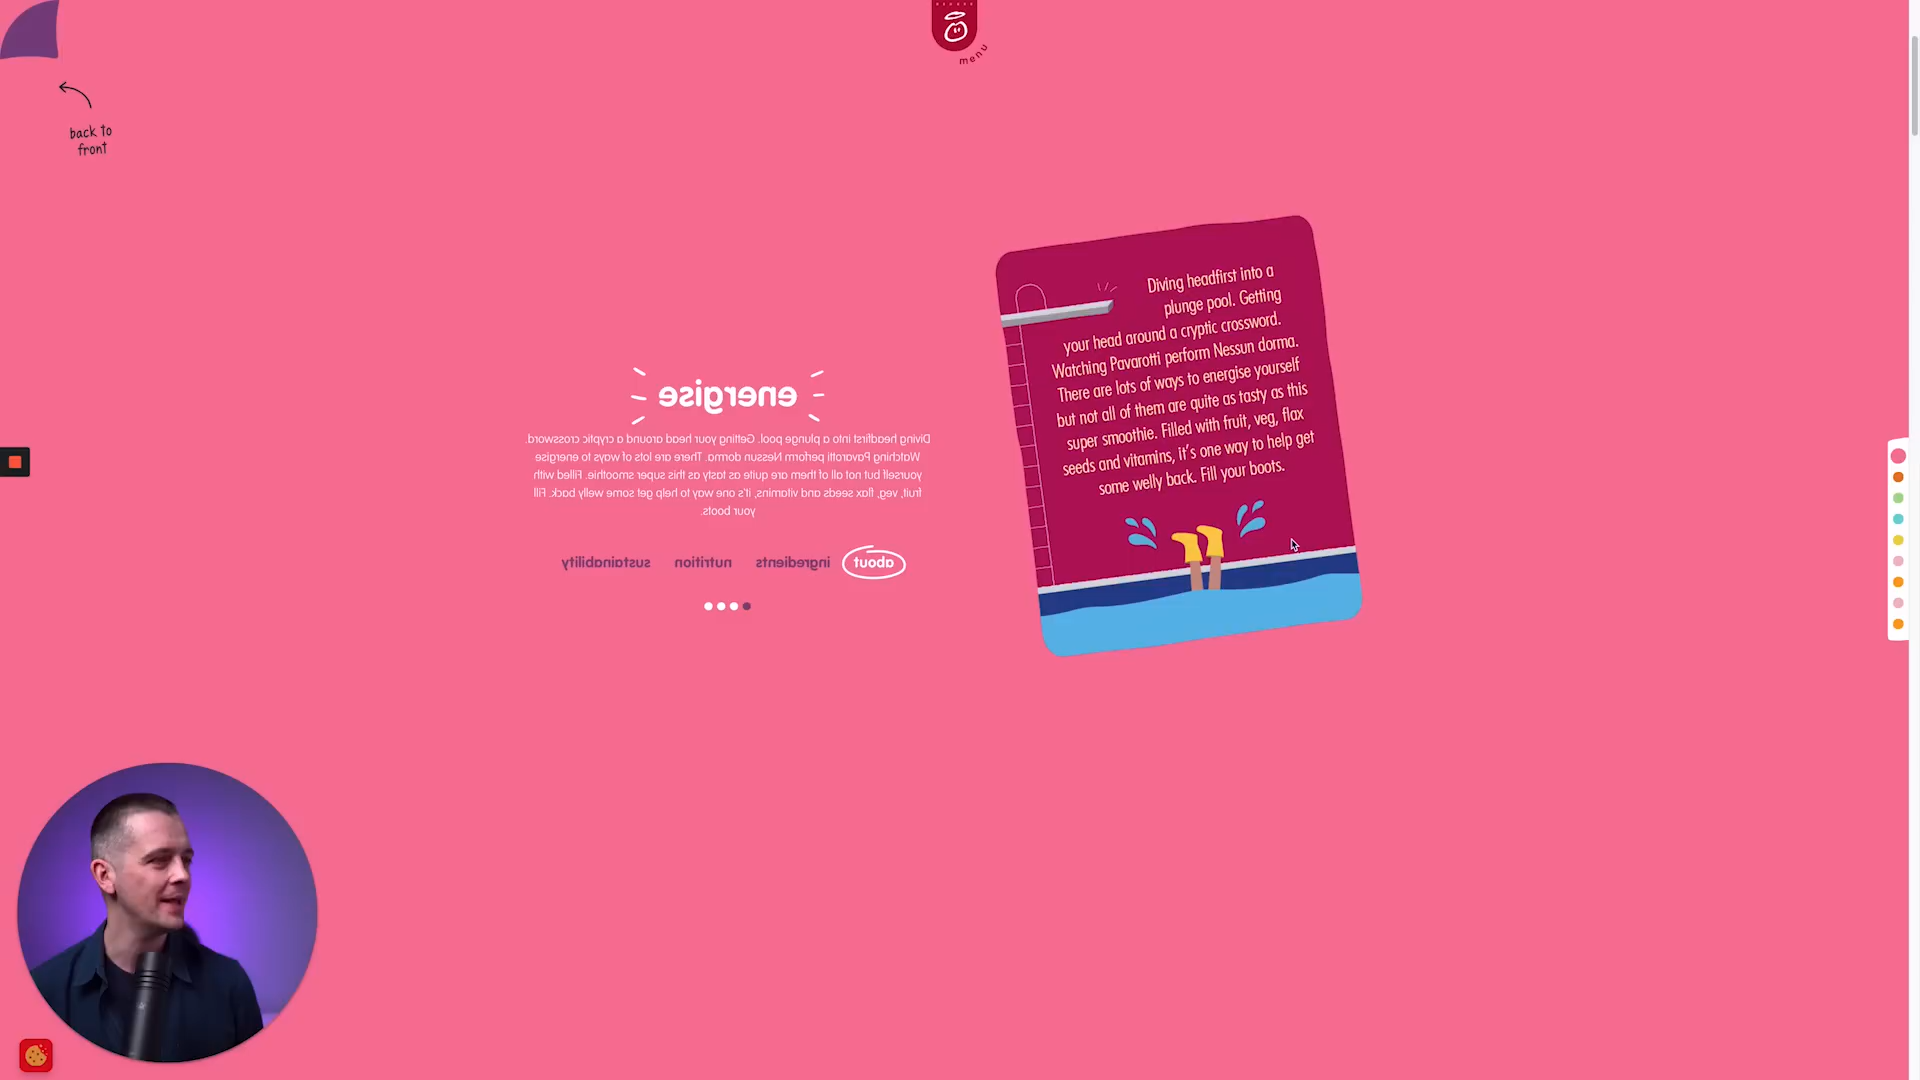 menu
back to
front
energise
Diving headfirst into a plunge pool. Getting your head around a cryptic crossword.
Watching Pavarotti perform Nessun dorma. There are lots of ways to energise
yourself but not all of them are quite as tasty as this super smoothie. Filled with
fruit, veg, flax seeds and vitamins, it's one way to help get some welly back. Fill
your boots.
about
ingredients
nutrition
sustainability
Diving headfirst into a
plunge pool. Getting
your head around a cryptic crossword.
Watching Pavarotti perform Nessun dorma.
There are lots of ways to energise yourself
but not all of them are quite as tasty as this
super smoothie. Filled with fruit, veg, flax
seeds and vitamins, it's one way to help get
some welly back. Fill your boots.